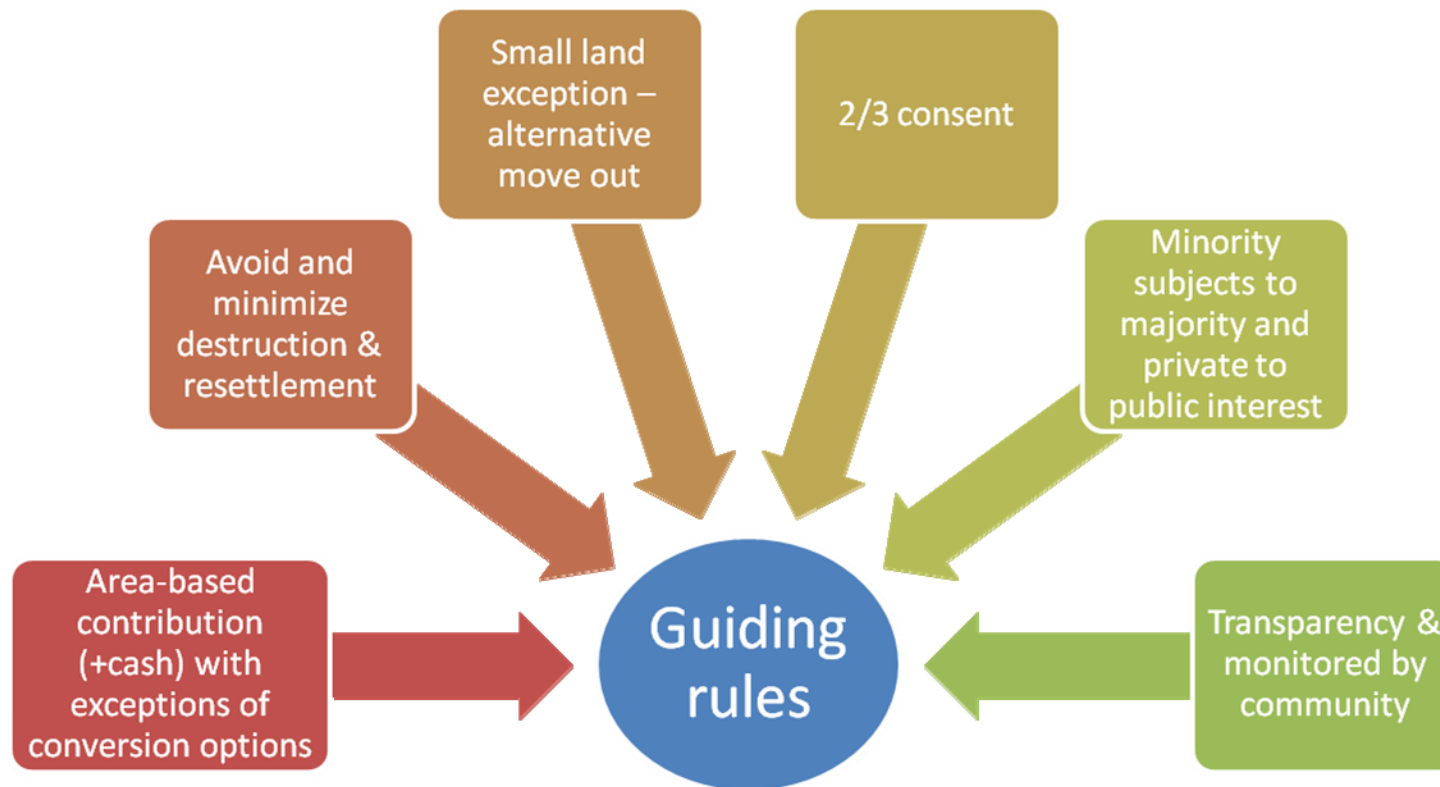 Area-based
contribution
(+cash) with
exceptions of
conversion options
Avoid and
minimize
destruction &
resettlement
Small land
exception –
alternative
move out
2/3 consent
Minority
subjects to
majority and
private to
public interest
Transparency &
monitored by
community
Guiding
rules